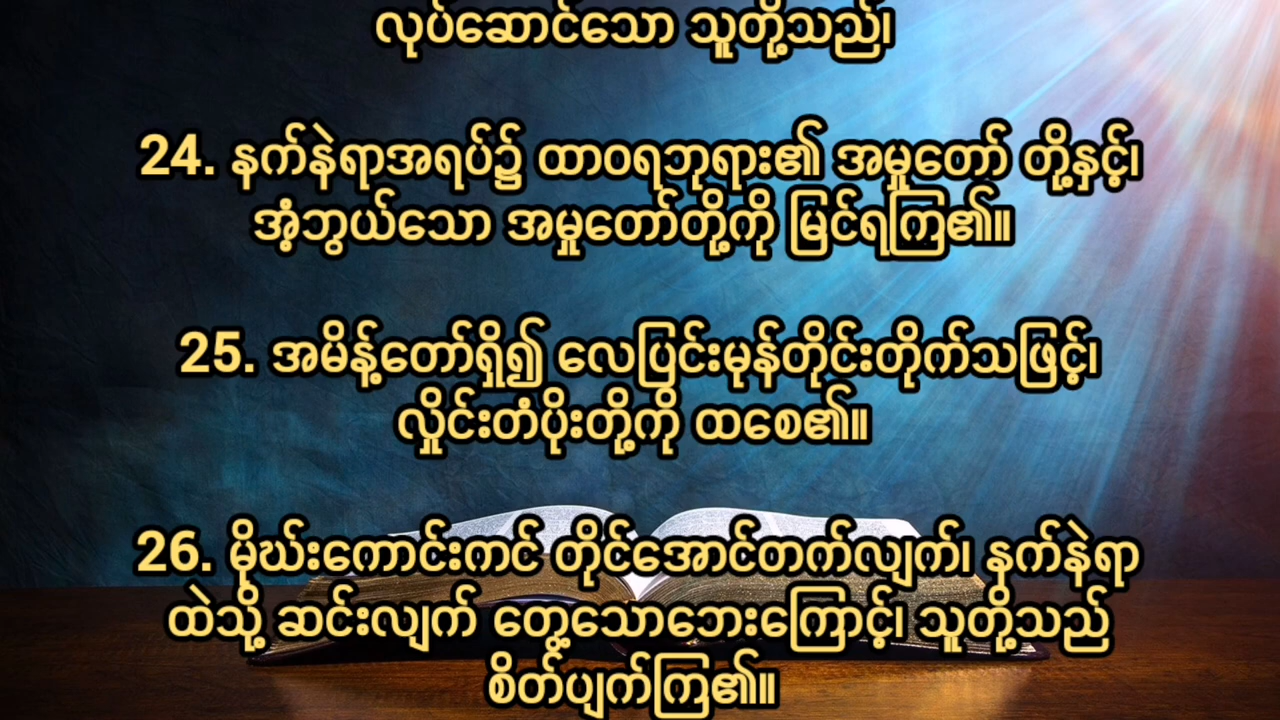 လုပ်ဆောင်သော သူတို့သည်၊
24. နက်နဲရာအရပ်၌ ထာဝရဘုရား၏ အမှုတော် တို့နှင့်၊
အံ့ဘွယ်သော အမှုတော်တို့ကို မြင်ရကြ၏။
25. အမိန့်တော်ရှိ၍ လေပြင်းမုန်တိုင်းတိုက်သဖြင့်၊
လှိုင်းတံပိုးတို့ကို ထစေ၏။
26. မိုဃ်းကောင်းကင် တိုင်အောင်တက်လျက်၊ နက်နဲရာ
ထဲသို့ ဆင်းလျက် တွေ့သောဘေးကြောင့်၊ သူတို့သည်
စိတ်ပျက်ကြ၏။